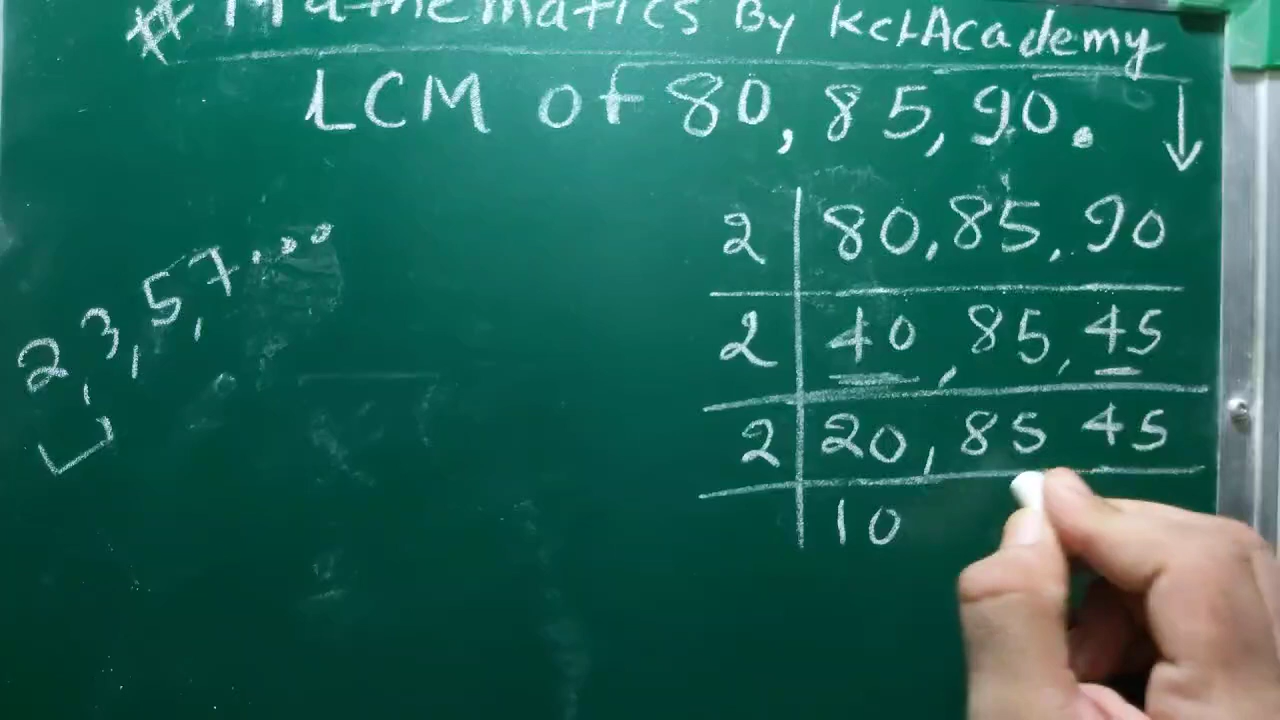 # Mathematics By KclAcademy
LCM of 80, 85, 90.
2 | 80, 85, 90
2 | 40, 85, 45
2 | 20, 85 45
10
2, 3, 5, 7....